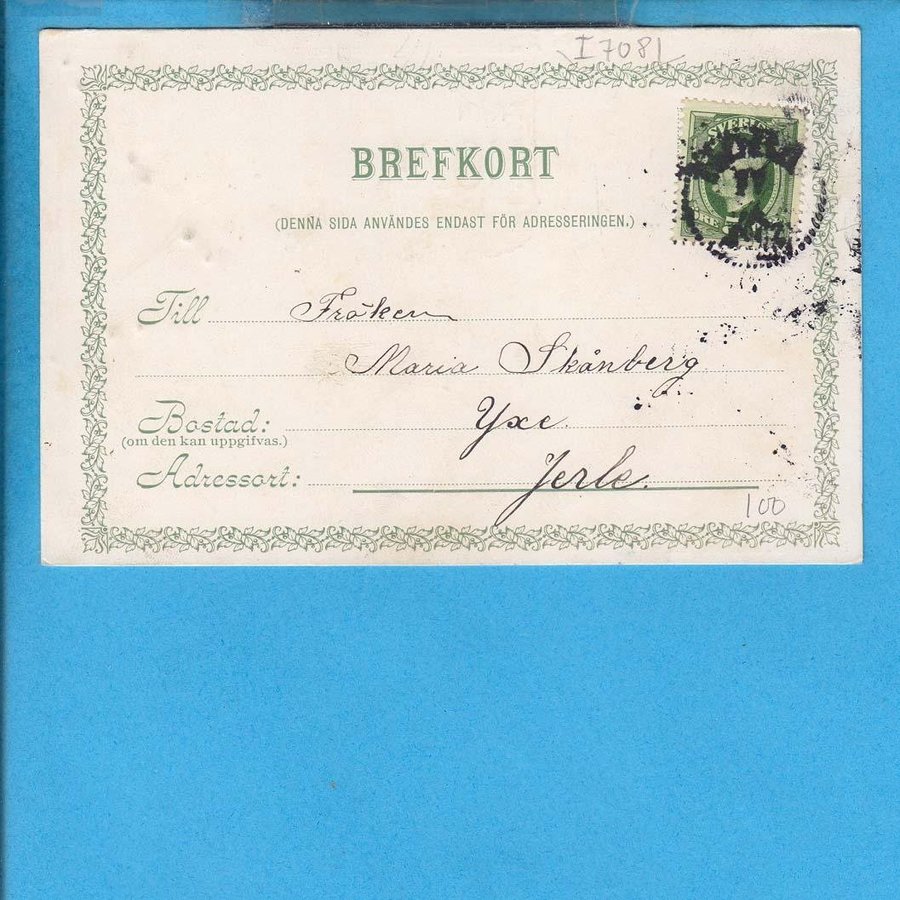 I 7081
BREFKORT
(DENNA SIDA ANVÄNDES ENDAST FÖR ADRESSERINGEN.)
SVERIGE
Till Fröken
Maria Skånberg
Bostad: Yxe
(om den kan uppgifvas.)
Adressort: Jerle.
100